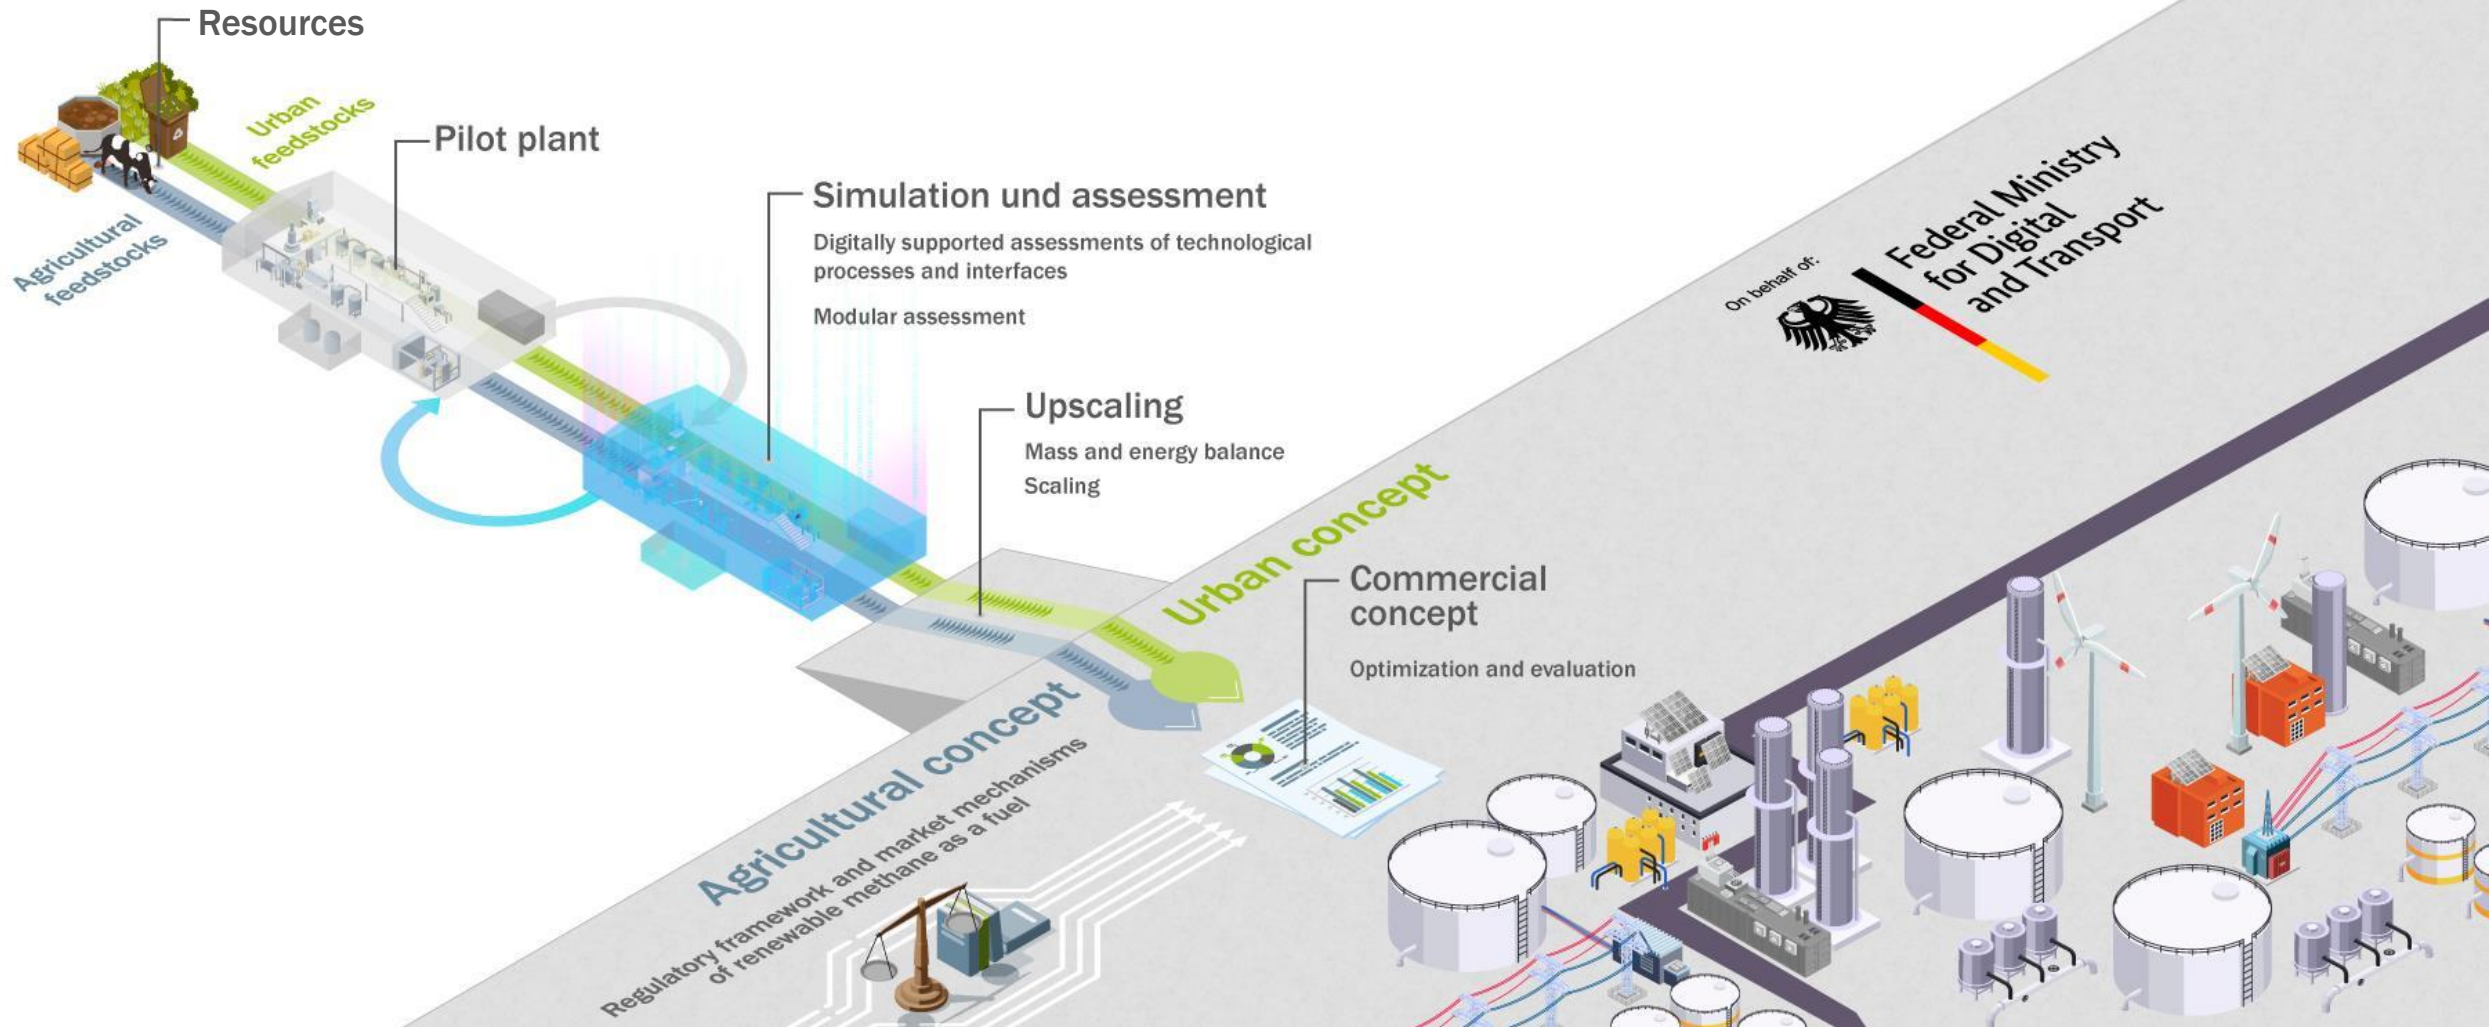 Resources
Urban
feedstocks
Agricultural
feedstocks
Pilot plant
Simulation und assessment
Digitally supported assessments of technological
processes and interfaces
Modular assessment
Upscaling
Mass and energy balance
Scaling
Urban concept
Commercial
concept
Optimization and evaluation
Agricultural concept
Regulatory framework and market mechanisms
of renewable methane as a fuel
On behalf of:
Federal Ministry
for Digital
and Transport